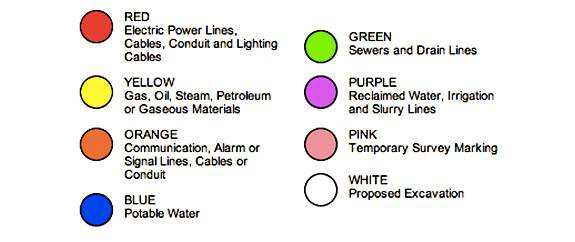 RED
Electric Power Lines,
Cables, Conduit and Lighting
Cables
YELLOW
Gas, Oil, Steam, Petroleum
or Gaseous Materials
ORANGE
Communication, Alarm or
Signal Lines, Cables or
Conduit
BLUE
Potable Water
GREEN
Sewers and Drain Lines
PURPLE
Reclaimed Water, Irrigation
and Slurry Lines
PINK
Temporary Survey Marking
WHITE
Proposed Excavation